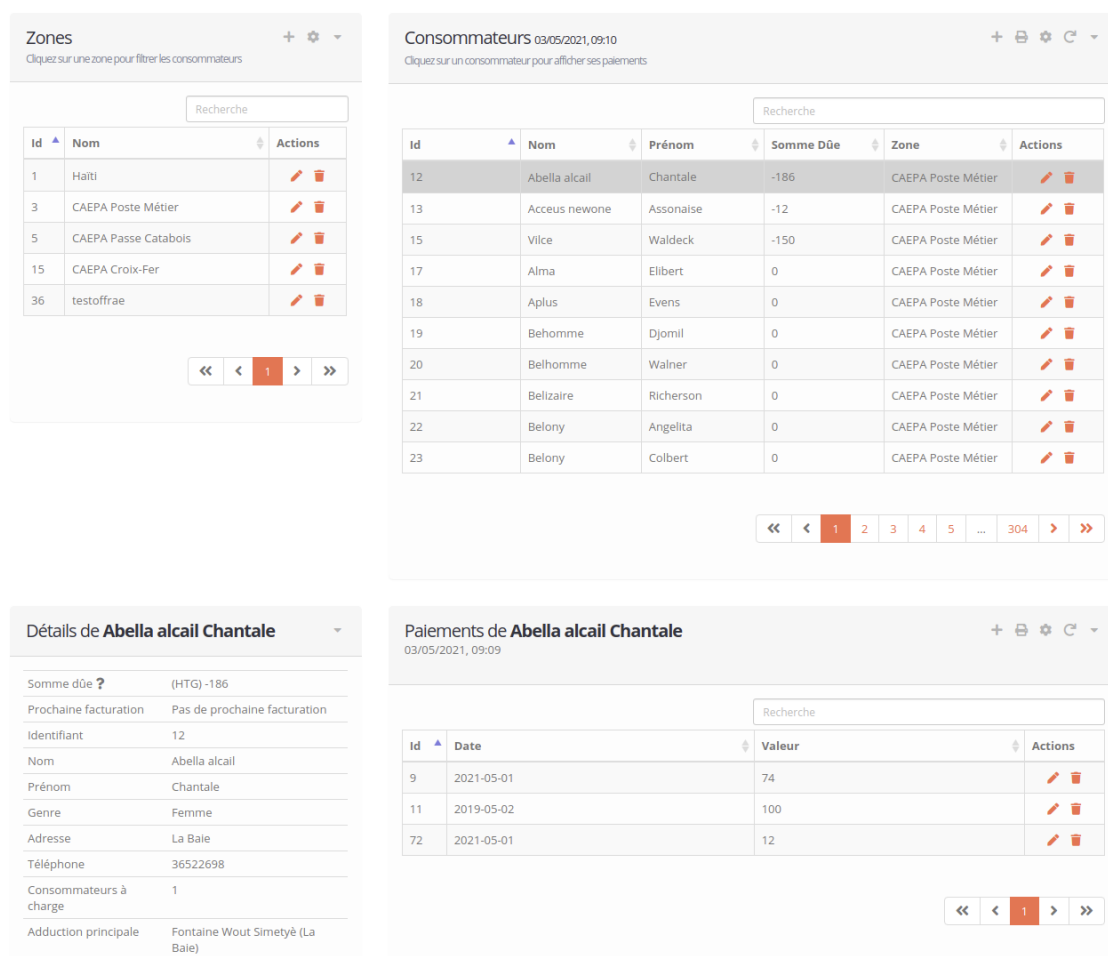 Zones
Cliquez sur une zone pour filtrer les consommateurs
Recherche
Id Nom Actions
1 Haïti
3 CAEPA Poste Métier
5 CAEPA Passe Catabois
15 CAEPA Croix-Fer
36 testoffrae
1
Consommateurs 03/05/2021, 09:10
Cliquez sur un consommateur pour afficher ses paiements
Recherche
Id Nom Prénom Somme Dûe Zone Actions
12 Abella alcail Chantale -186 CAEPA Poste Métier
13 Acceus newone Assonaise -12 CAEPA Poste Métier
15 Vilce Waldeck -150 CAEPA Poste Métier
17 Alma Elibert 0 CAEPA Poste Métier
18 Aplus Evens 0 CAEPA Poste Métier
19 Behomme Djomil 0 CAEPA Poste Métier
20 Belhomme Walner 0 CAEPA Poste Métier
21 Belizaire Richerson 0 CAEPA Poste Métier
22 Belony Angelita 0 CAEPA Poste Métier
23 Belony Colbert 0 CAEPA Poste Métier
1 2 3 4 5 ... 304
Détails de Abella alcail Chantale
Somme dûe ? (HTG) -186
Prochaine facturation Pas de prochaine facturation
Identifiant 12
Nom Abella alcail
Prénom Chantale
Genre Femme
Adresse La Baie
Téléphone 36522698
Consommateurs à 1
charge
Adduction principale Fontaine Wout Simetyè (La
Baie)
Paiements de Abella alcail Chantale
03/05/2021, 09:09
Recherche
Id Date Valeur Actions
9 2021-05-01 74
11 2019-05-02 100
72 2021-05-01 12
1